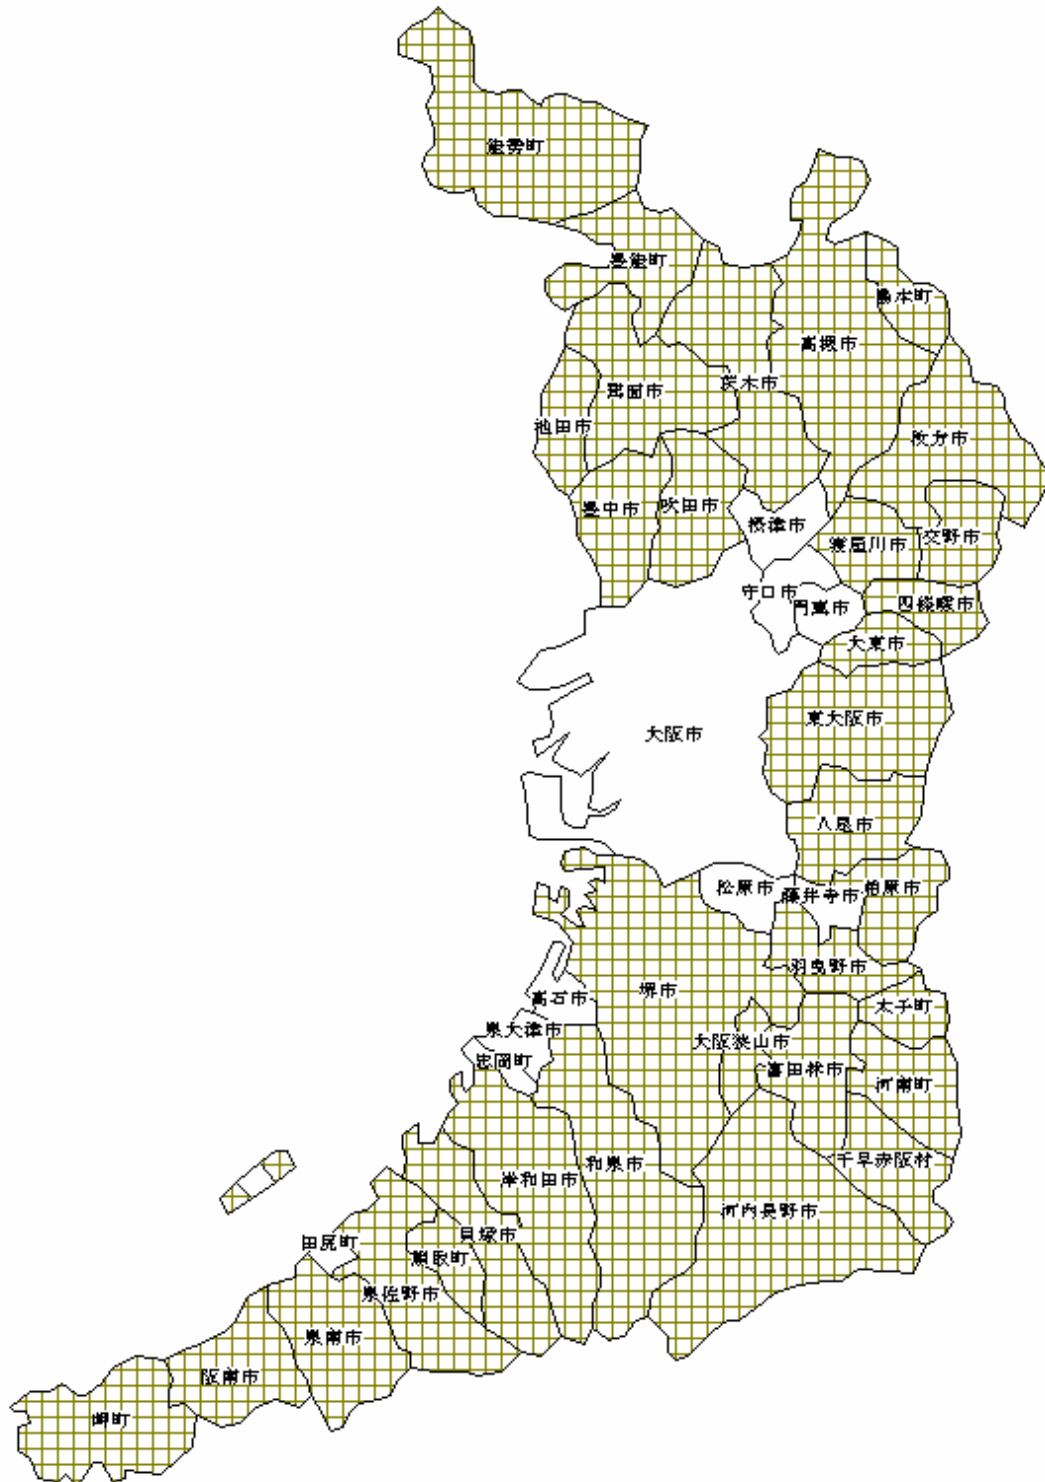 能勢町
豊能町
島本町
高槻市
茨木市
箕面市
池田市
枚方市
豊中市
吹田市
摂津市
寝屋川市
交野市
守口市
門真市
四條畷市
大東市
東大阪市
大阪市
八尾市
松原市
藤井寺市
柏原市
羽曳野市
堺市
高石市
太子町
泉大津市
大阪狭山市
忠岡町
富田林市
河南町
千早赤阪村
和泉市
岸和田市
河内長野市
貝塚市
田尻町
熊取町
泉佐野市
泉南市
阪南市
岬町